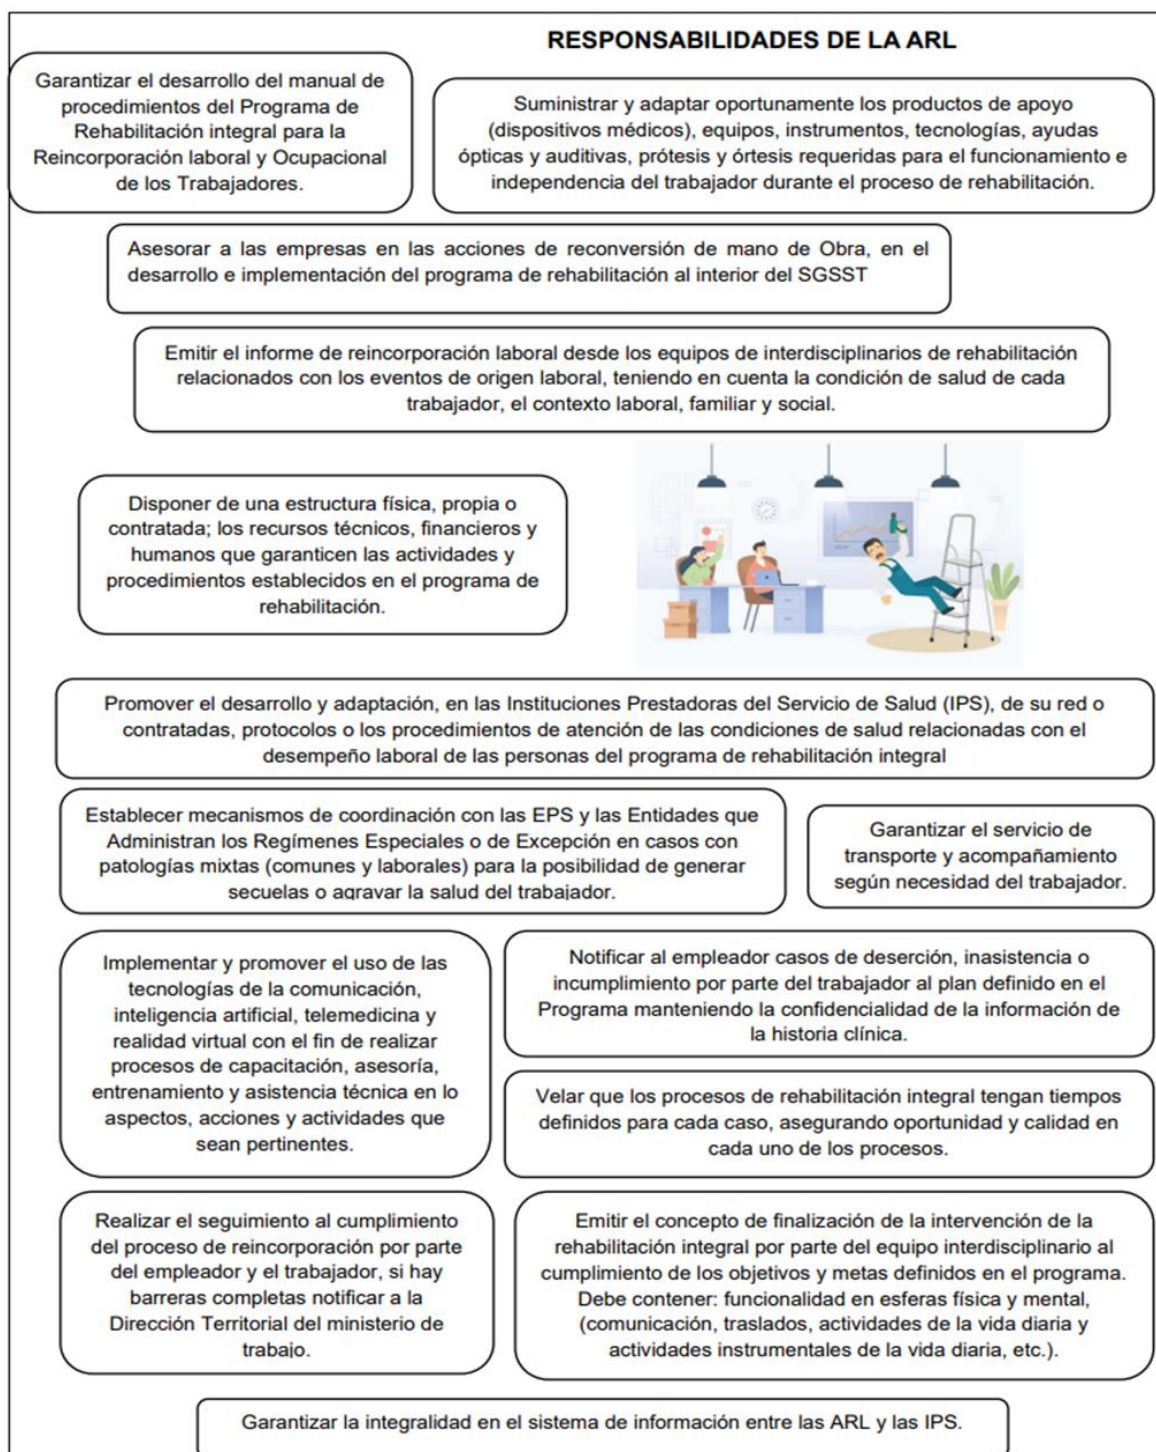 RESPONSABILIDADES DE LA ARL
Garantizar el desarrollo del manual de
procedimientos del Programa de
Rehabilitación integral para la
Reincorporación laboral y Ocupacional
de los Trabajadores.
Suministrar y adaptar oportunamente los productos de apoyo
(dispositivos médicos), equipos, instrumentos, tecnologías, ayudas
ópticas y auditivas, prótesis y órtesis requeridas para el funcionamiento e
independencia del trabajador durante el proceso de rehabilitación.
Asesorar a las empresas en las acciones de reconversión de mano de Obra, en el
desarrollo e implementación del programa de rehabilitación al interior del SGSST
Emitir el informe de reincorporación laboral desde los equipos de interdisciplinarios de rehabilitación
relacionados con los eventos de origen laboral, teniendo en cuenta la condición de salud de cada
trabajador, el contexto laboral, familiar y social.
Disponer de una estructura física, propia o
contratada; los recursos técnicos, financieros y
humanos que garanticen las actividades y
procedimientos establecidos en el programa de
rehabilitación.
Promover el desarrollo y adaptación, en las Instituciones Prestadoras del Servicio de Salud (IPS), de su red o
contratadas, protocolos o los procedimientos de atención de las condiciones de salud relacionadas con el
desempeño laboral de las personas del programa de rehabilitación integral
Establecer mecanismos de coordinación con las EPS y las Entidades que
Administran los Regímenes Especiales o de Excepción en casos con
patologías mixtas (comunes y laborales) para la posibilidad de generar
secuelas o agravar la salud del trabajador.
Garantizar el servicio de
transporte y acompañamiento
según necesidad del trabajador.
Implementar y promover el uso de las
tecnologías de la comunicación,
inteligencia artificial, telemedicina y
realidad virtual con el fin de realizar
procesos de capacitación, asesoría,
entrenamiento y asistencia técnica en lo
aspectos, acciones y actividades que
sean pertinentes.
Notificar al empleador casos de deserción, inasistencia o
incumplimiento por parte del trabajador al plan definido en el
Programa manteniendo la confidencialidad de la información de
la historia clínica.
Velar que los procesos de rehabilitación integral tengan tiempos
definidos para cada caso, asegurando oportunidad y calidad en
cada uno de los procesos.
Realizar el seguimiento al cumplimiento
del proceso de reincorporación por parte
del empleador y el trabajador, si hay
barreras completas notificar a la
Dirección Territorial del ministerio de
trabajo.
Emitir el concepto de finalización de la intervención de la
rehabilitación integral por parte del equipo interdisciplinario al
cumplimiento de los objetivos y metas definidos en el programa.
Debe contener: funcionalidad en esferas física y mental,
(comunicación, traslados, actividades de la vida diaria y
actividades instrumentales de la vida diaria, etc.).
Garantizar la integralidad en el sistema de información entre las ARL y las IPS.